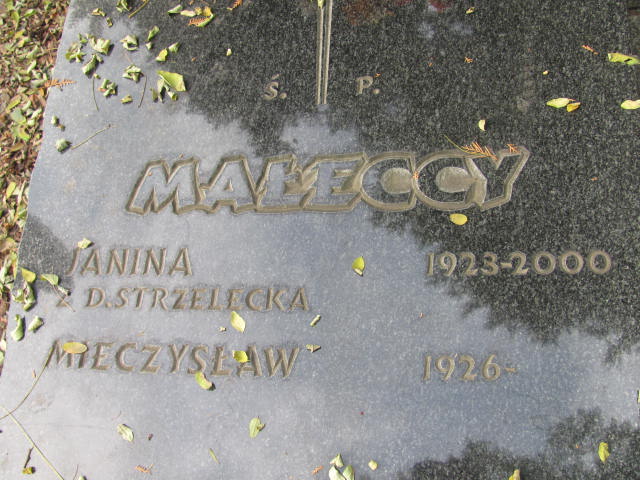 Ś. P.
MAŁECCY
JANINA 1923-2000
Z D. STRZELECKA
MIECZYSŁAW 1926-